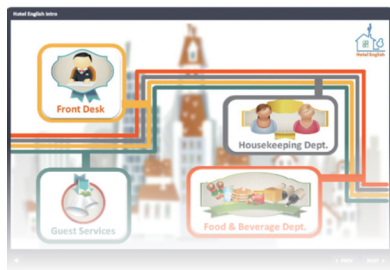 Hotel English Intro
Hotel English
Front Desk
Housekeeping Dept.
Guest Services
Food & Beverage Dept.